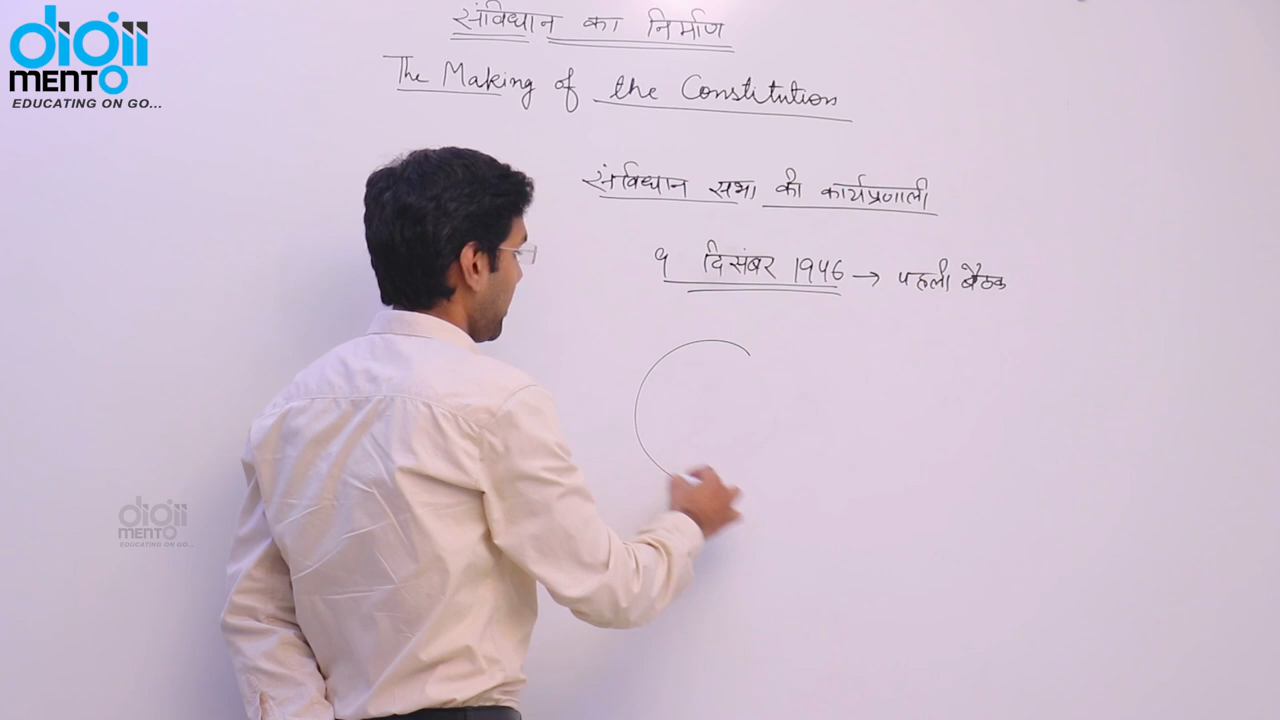 digii
MENTO
EDUCATING ON GO...
संविधान का निर्माण
The Making of the Constitution
संविधान सभा की कार्यप्रणाली
9 दिसंबर 1946 → पहली बैठक
digii
MENTO
EDUCATING ON GO...